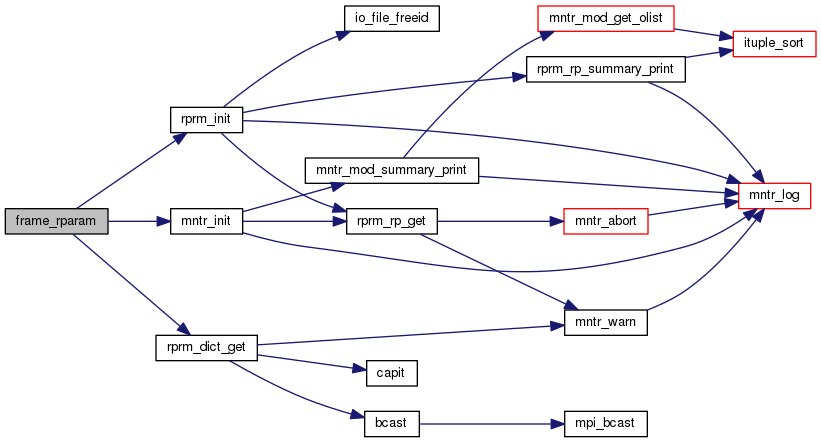 io_file_freeid
mntr_mod_get_olist
ituple_sort
rprm_rp_summary_print
rprm_init
mntr_mod_summary_print
mntr_log
frame_rparam
mntr_init
rprm_rp_get
mntr_abort
mntr_warn
rprm_dict_get
capit
bcast
mpi_bcast